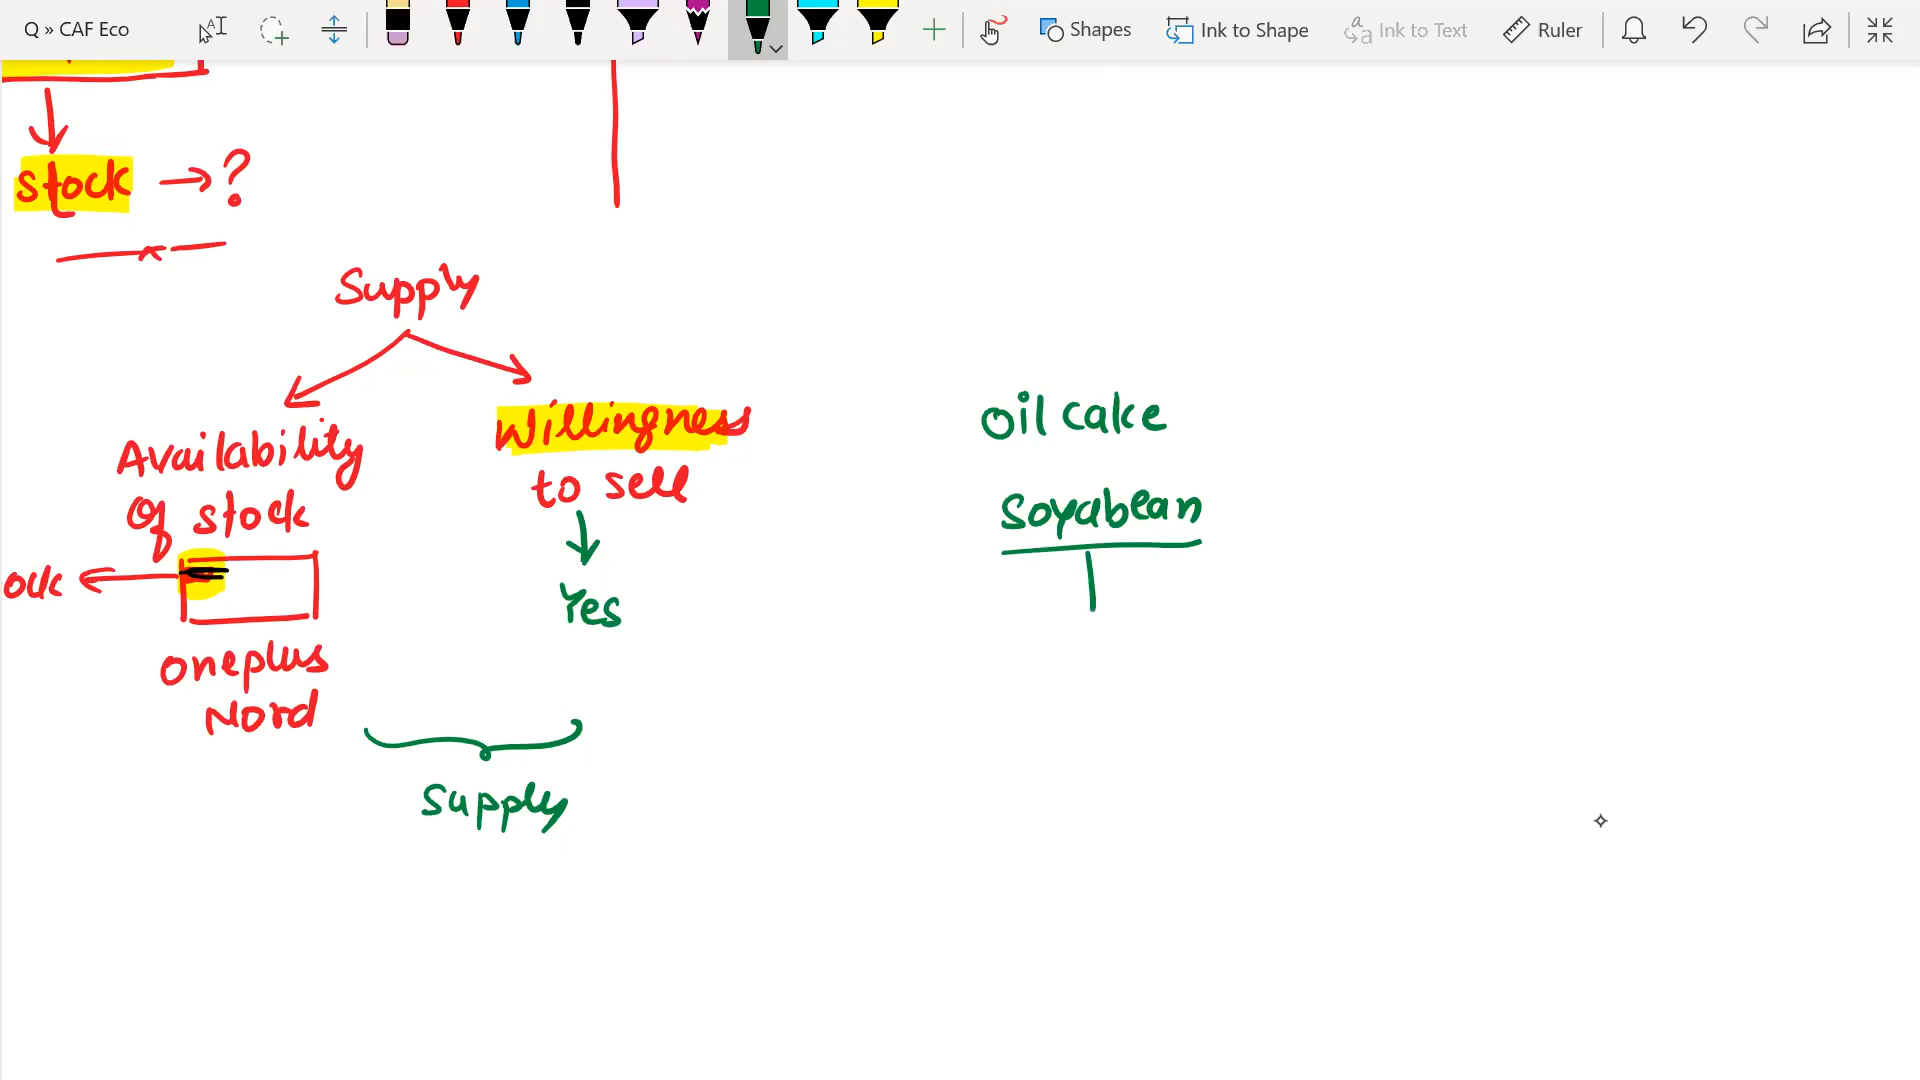 Q » CAF Eco
Shapes
Ink to Shape
Ink to Text
Ruler
stock → ?
Supply
Availability
of stock
Willingness
to sell
Yes
oneplus
Nord
Supply
Oil cake
Soyabean